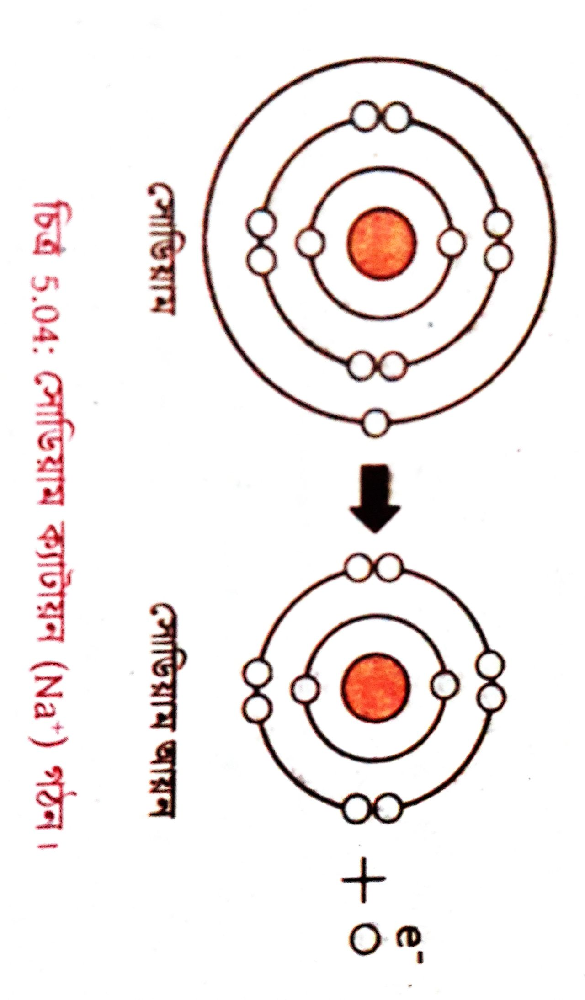 e⁻
সোডিয়াম
সোডিয়াম আয়ন
চিত্র 5.04: সোডিয়াম ক্যাটায়ন (Na⁺) গঠন।